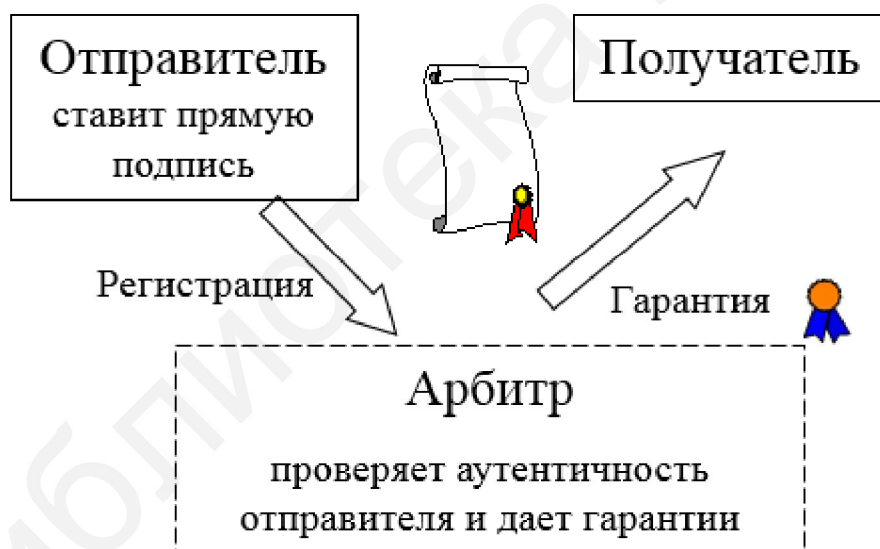 Отправитель
ставит прямую
подпись
Получатель
Регистрация
Гарантия
Арбитр
проверяет аутентичность
отправителя и дает гарантии